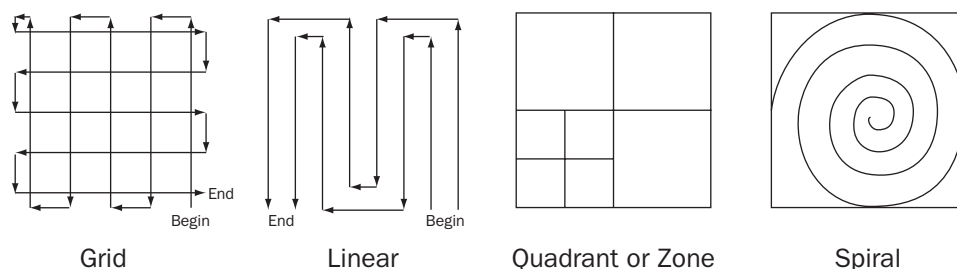 End
Begin
Grid
End
Begin
Linear
Quadrant or Zone
Spiral